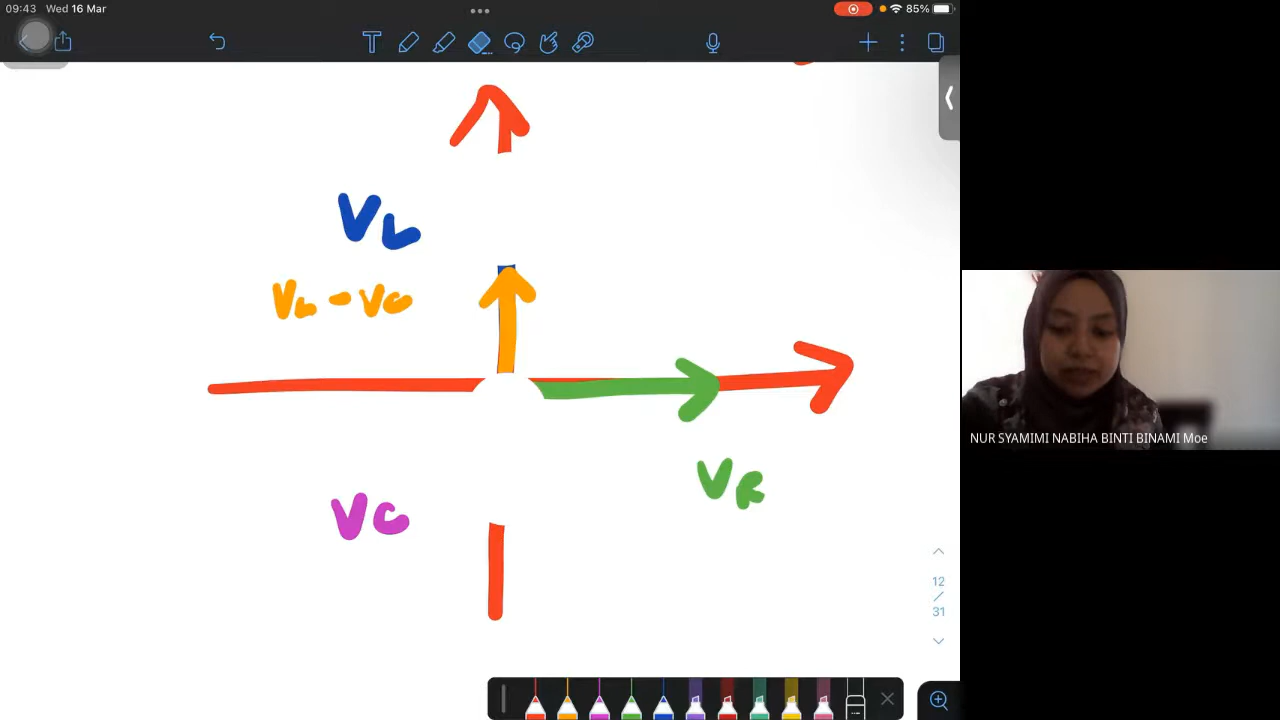 09:43 Wed 16 Mar
85%
T
VL
VL - VC
VR
VC
12
/
31
NUR SYAMIMI NABIHA BINTI BINAMI Moe